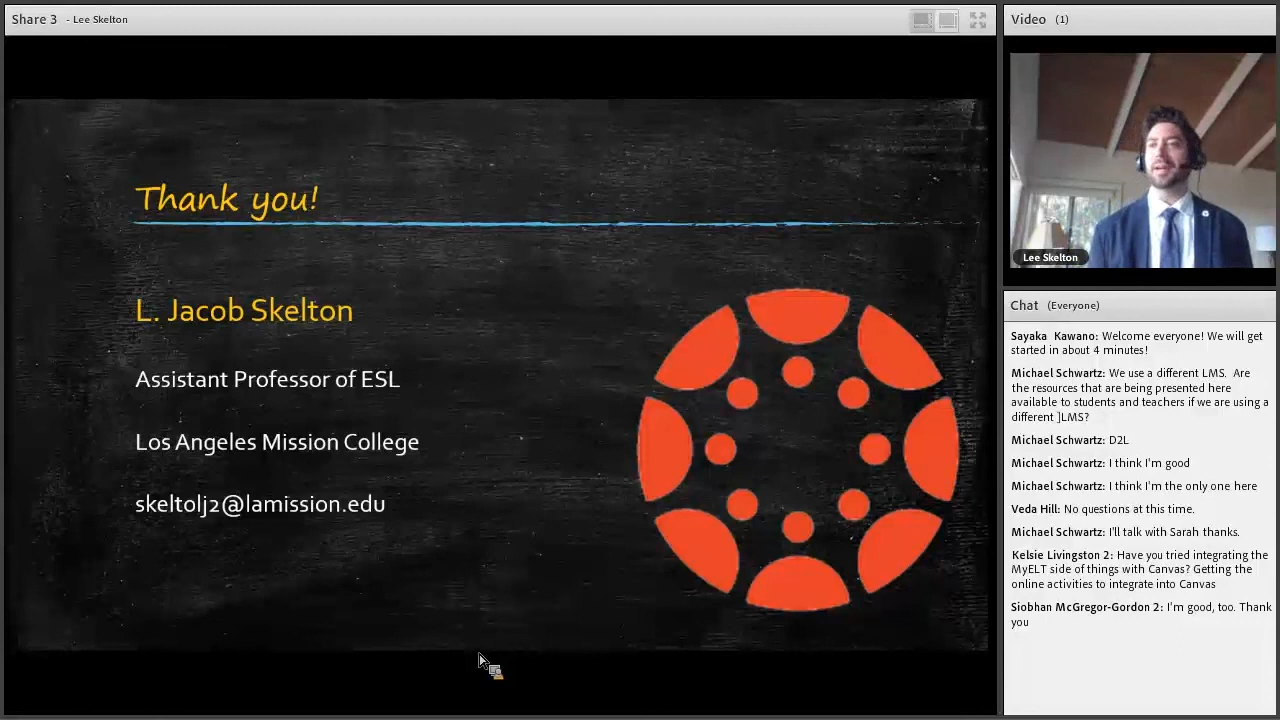 Share 3 - Lee Skelton
Thank you!
L. Jacob Skelton
Assistant Professor of ESL
Los Angeles Mission College
skeltolj2@lamission.edu
Video (1)
Lee Skelton
Chat (Everyone)
Sayaka Kawano: Welcome everyone! We will get
started in about 4 minutes!
Michael Schwartz: We use a different LMS. Are
the resources that are being presented here
available to students and teachers if we are using a
different lLMS?
Michael Schwartz: D2L
Michael Schwartz: I think I'm good
Michael Schwartz: I think I'm the only one here
Veda Hill: No questions at this time.
Michael Schwartz: I'll talk with Sarah thanks.
Kelsie Livingston 2: Have you tried integrating the
MyELT side of things with Canvas? Getting the
online activities to integrate into Canvas
Siobhan McGregor-Gordon 2: I'm good, too. Thank
you